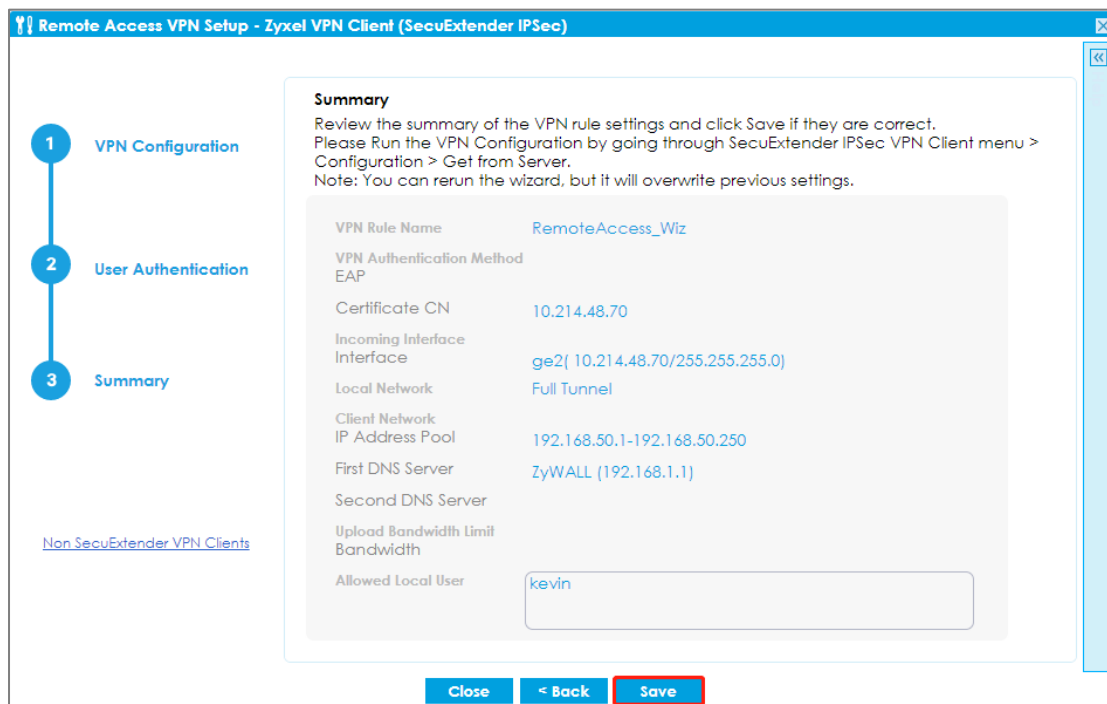 Remote Access VPN Setup - Zyxel VPN Client (SecuExtender IPSec)
1 VPN Configuration
2 User Authentication
3 Summary
Non SecuExtender VPN Clients
Summary
Review the summary of the VPN rule settings and click Save if they are correct.
Please Run the VPN Configuration by going through SecuExtender IPSec VPN Client menu >
Configuration > Get from Server.
Note: You can rerun the wizard, but it will overwrite previous settings.
VPN Rule Name RemoteAccess_Wiz
VPN Authentication Method
EAP
Certificate CN 10.214.48.70
Incoming Interface
Interface ge2( 10.214.48.70/255.255.255.0)
Local Network Full Tunnel
Client Network
IP Address Pool 192.168.50.1-192.168.50.250
First DNS Server ZyWALL (192.168.1.1)
Second DNS Server
Upload Bandwidth Limit
Bandwidth
Allowed Local User kevin
Close < Back Save